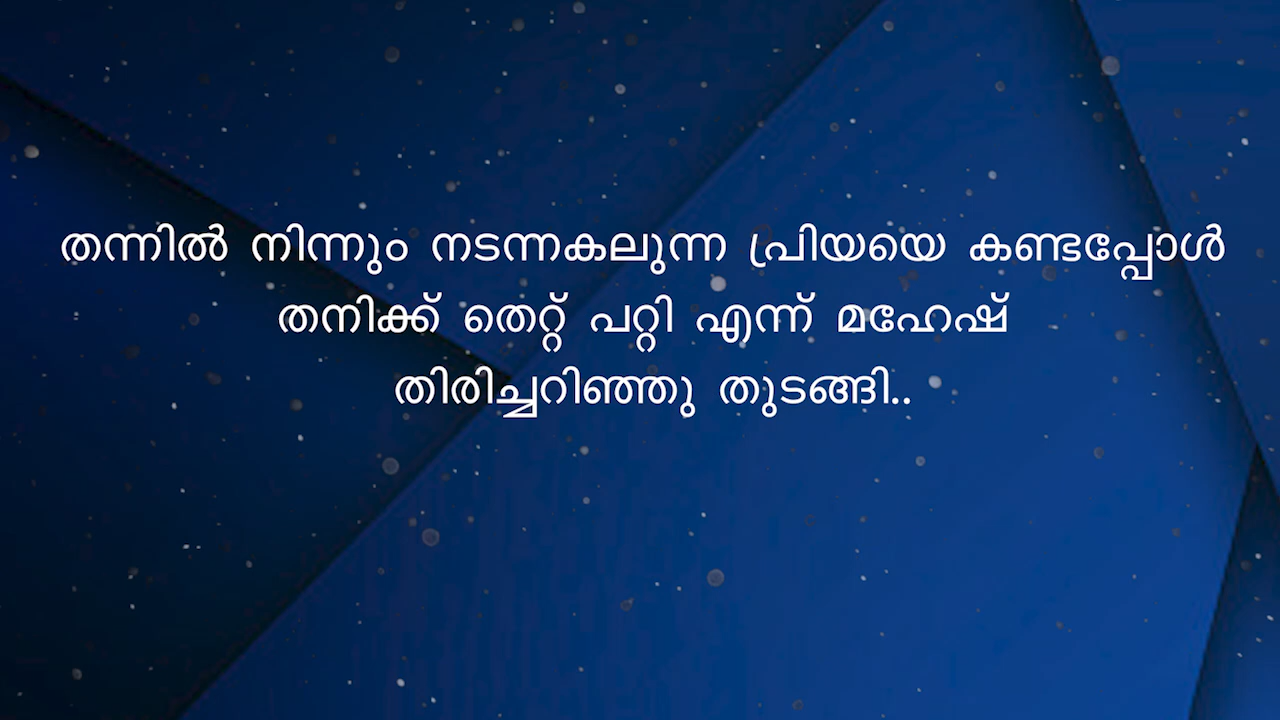 തന്നിൽ നിന്നും നടന്നകലുന്ന പ്രിയയെ കണ്ടപ്പോൾ
തനിക്ക് തെറ്റ് പറ്റി എന്ന് മഹേഷ്
തിരിച്ചറിഞ്ഞു തുടങ്ങി..